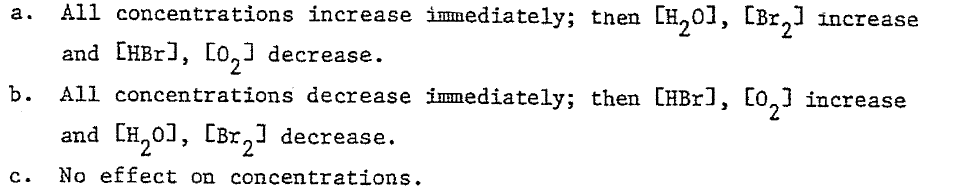 a. All concentrations increase immediately; then [H₂O], [Br₂] increase
and [HBr], [O₂] decrease.
b. All concentrations decrease immediately; then [HBr], [O₂] increase
and [H₂O], [Br₂] decrease.
c. No effect on concentrations.